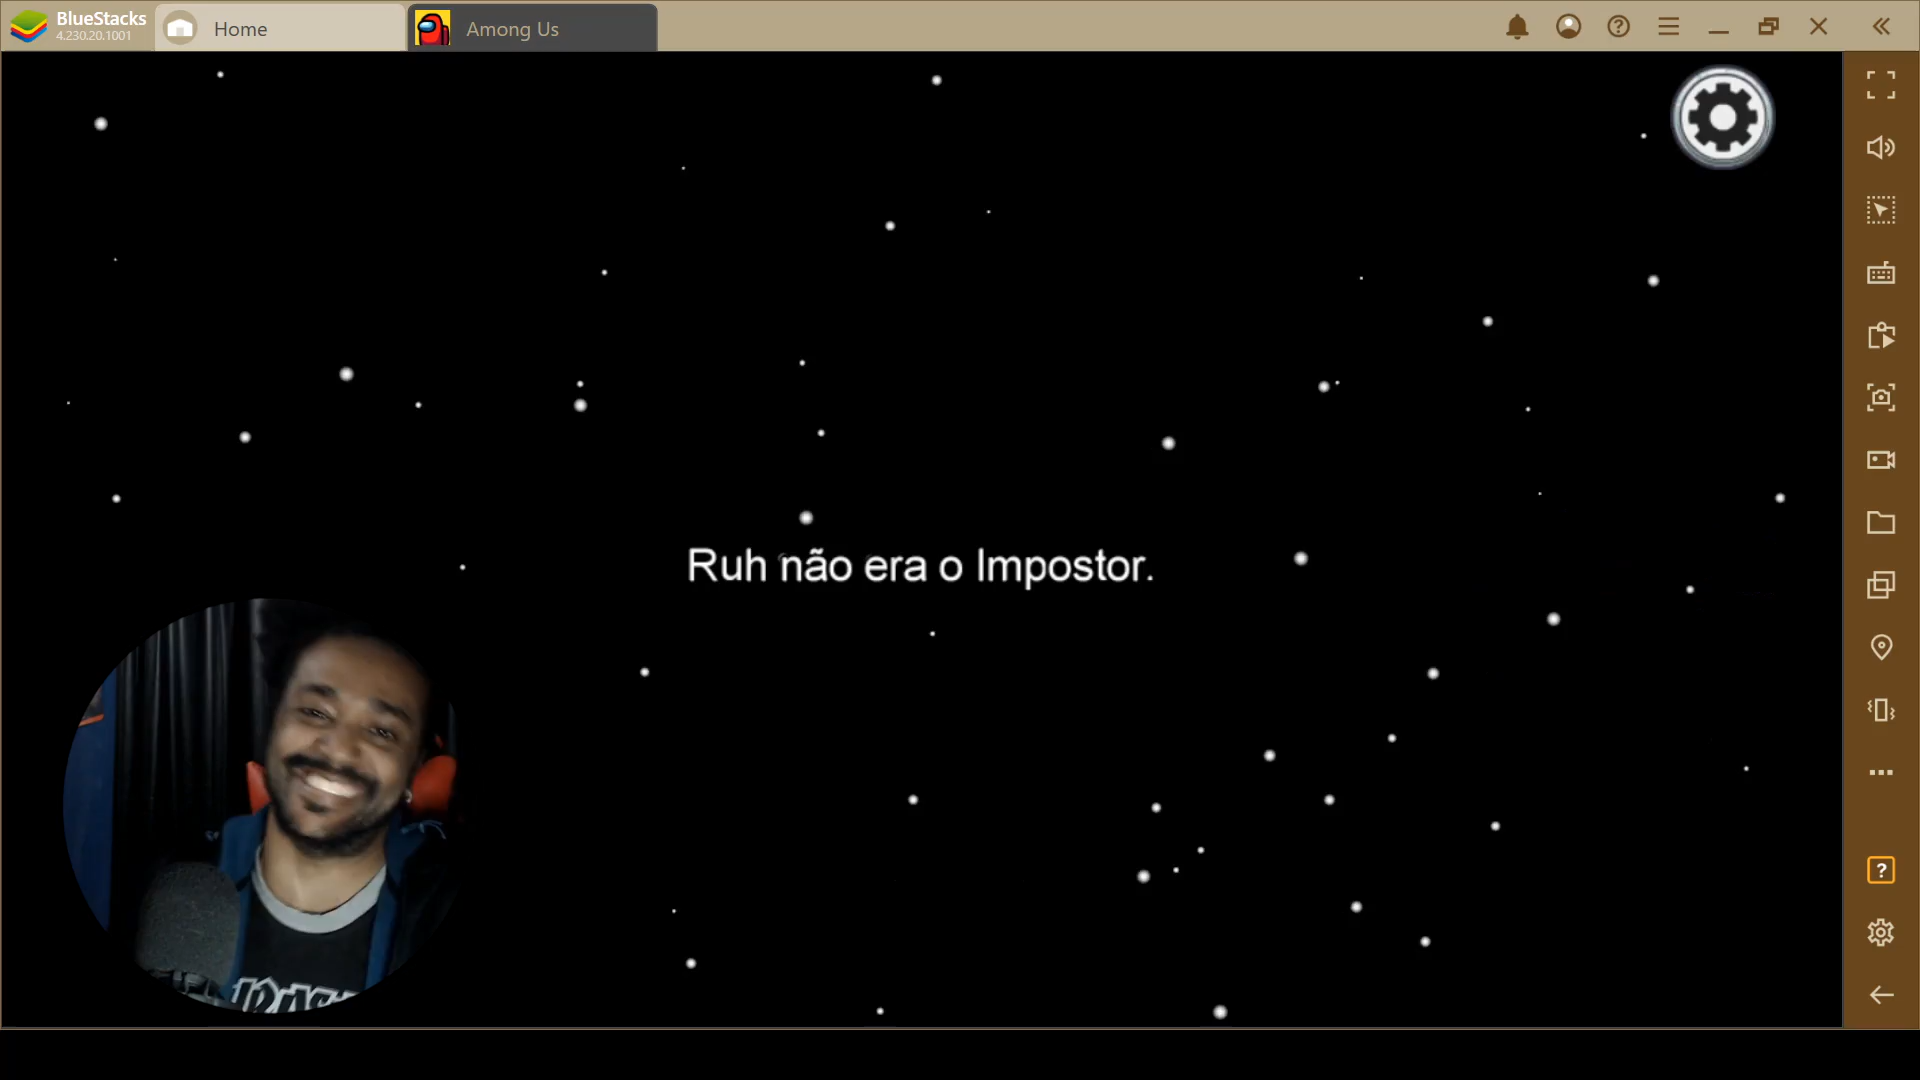 BlueStacks
4.230.20.1001
Home
Among Us
Ruh não era o Impostor.